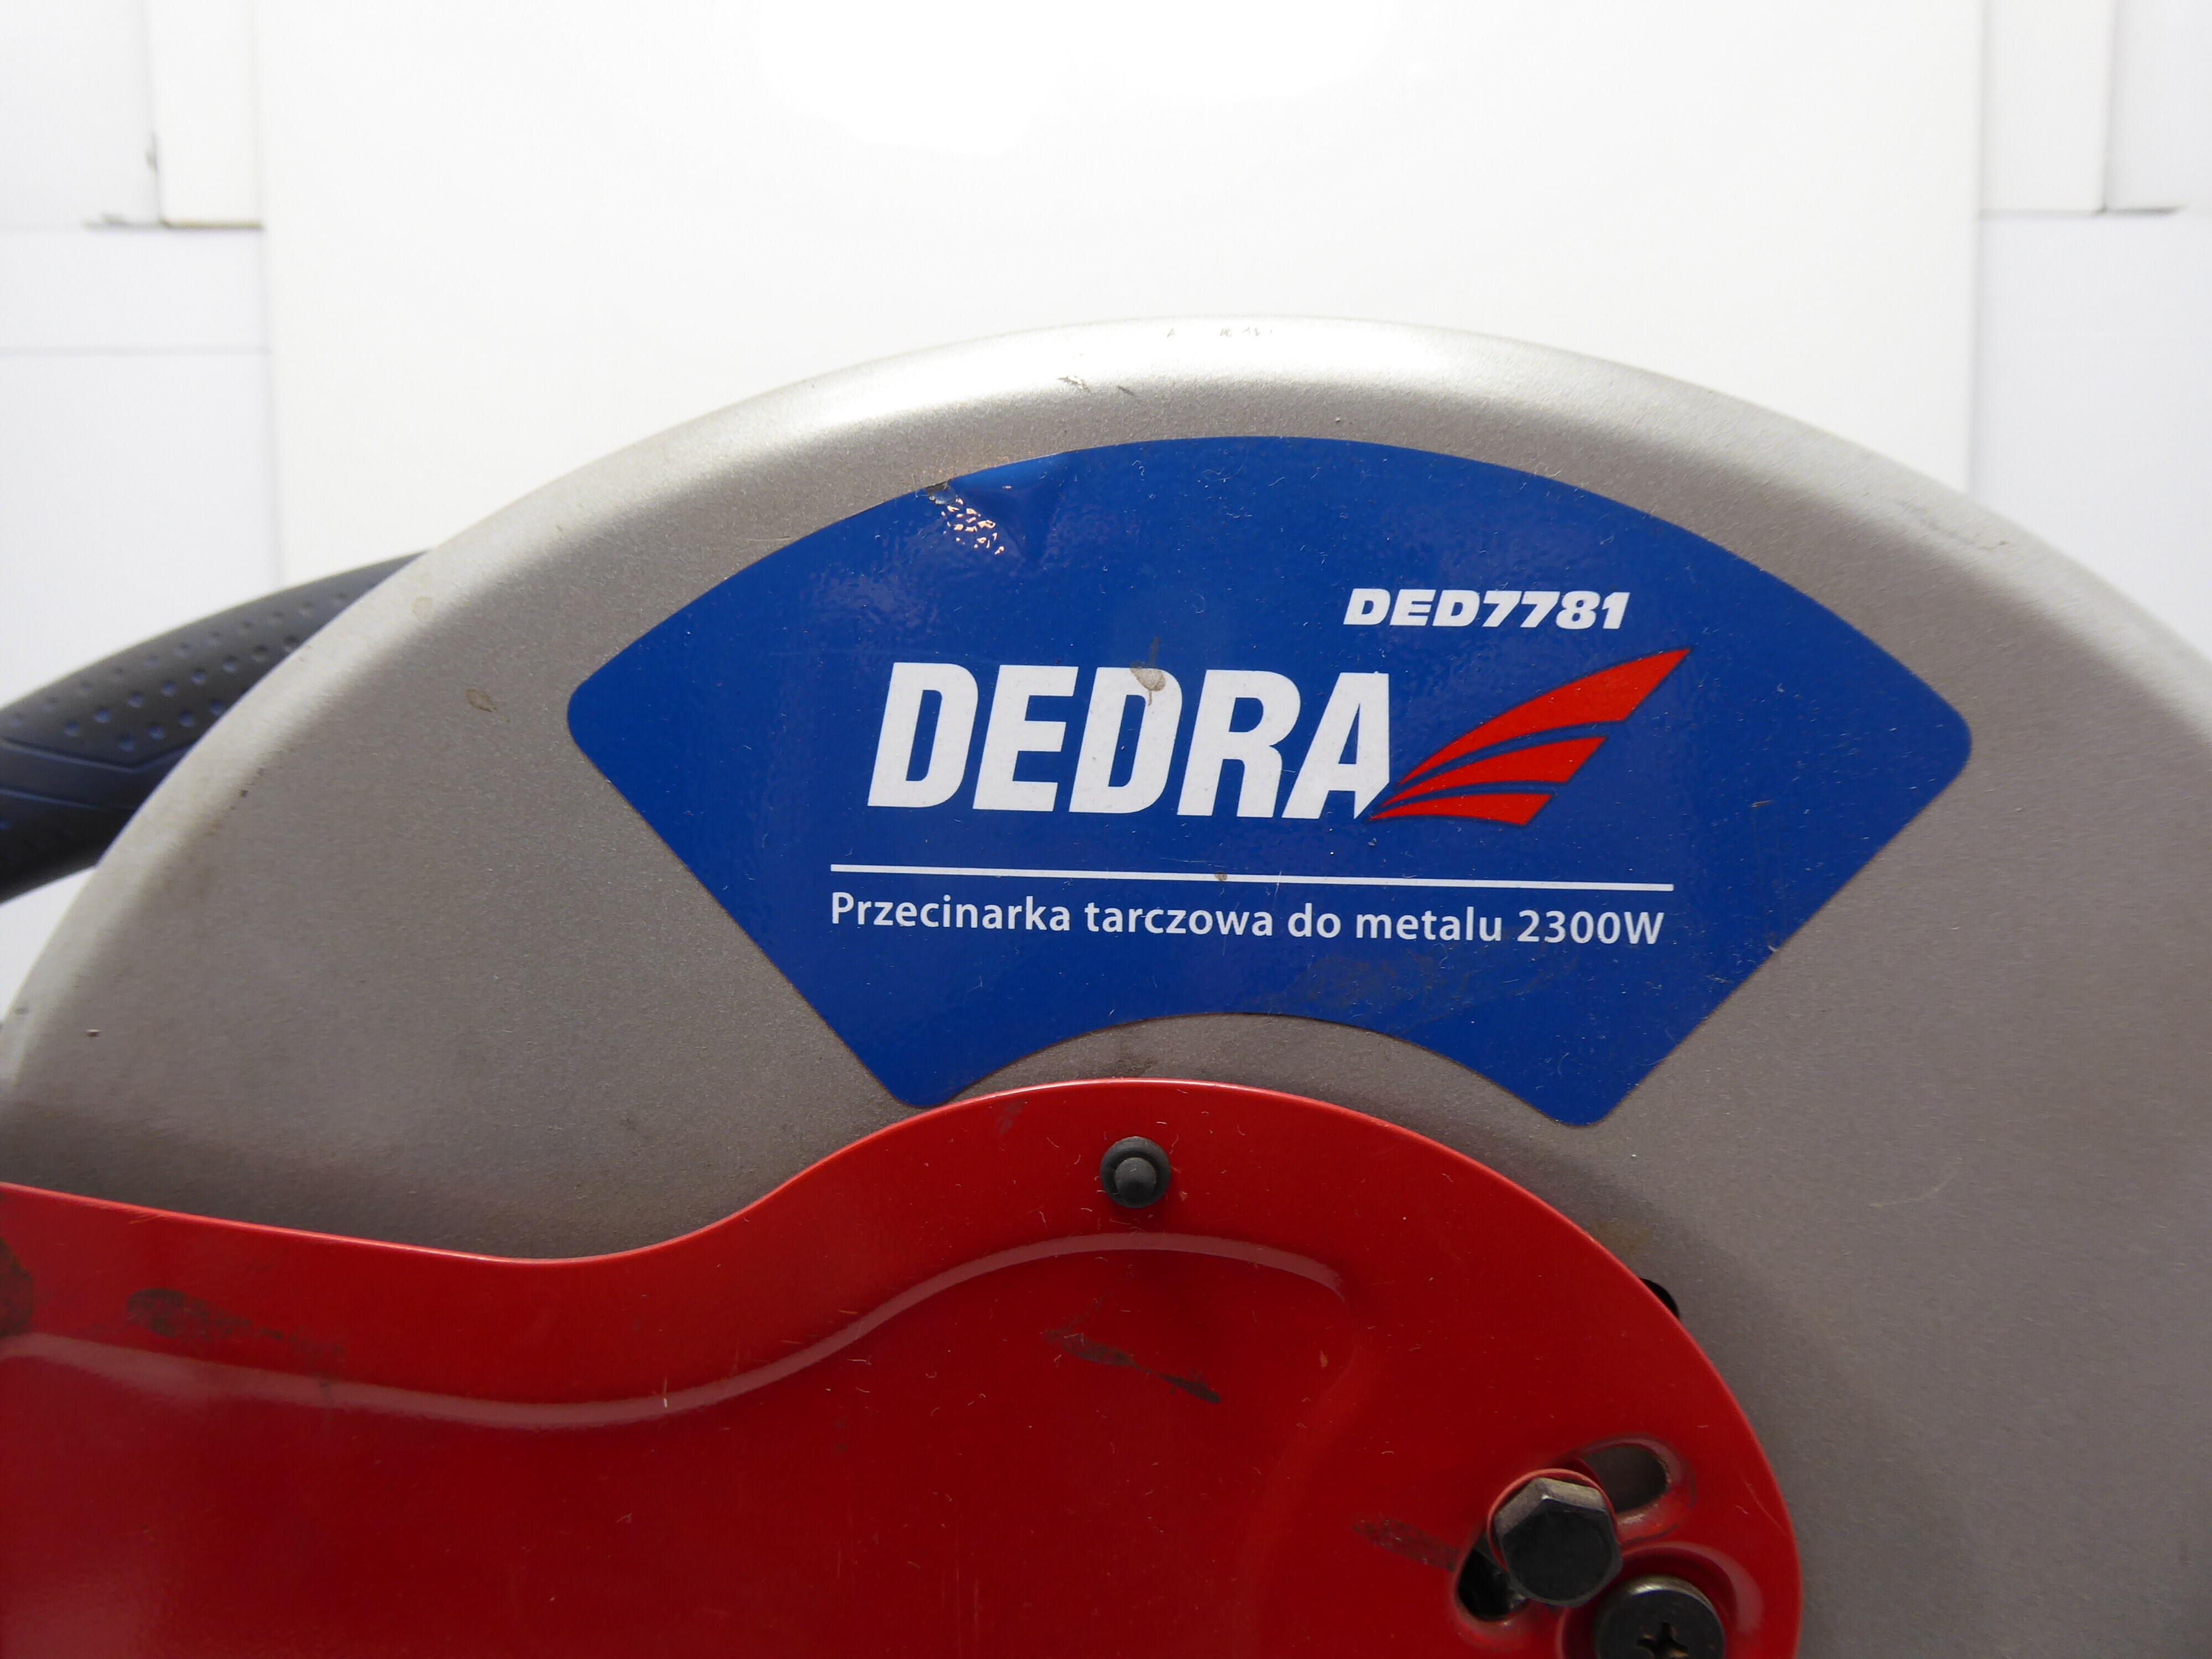 DED7781
DEDRA
Przecinarka tarczowa do metalu 2300W